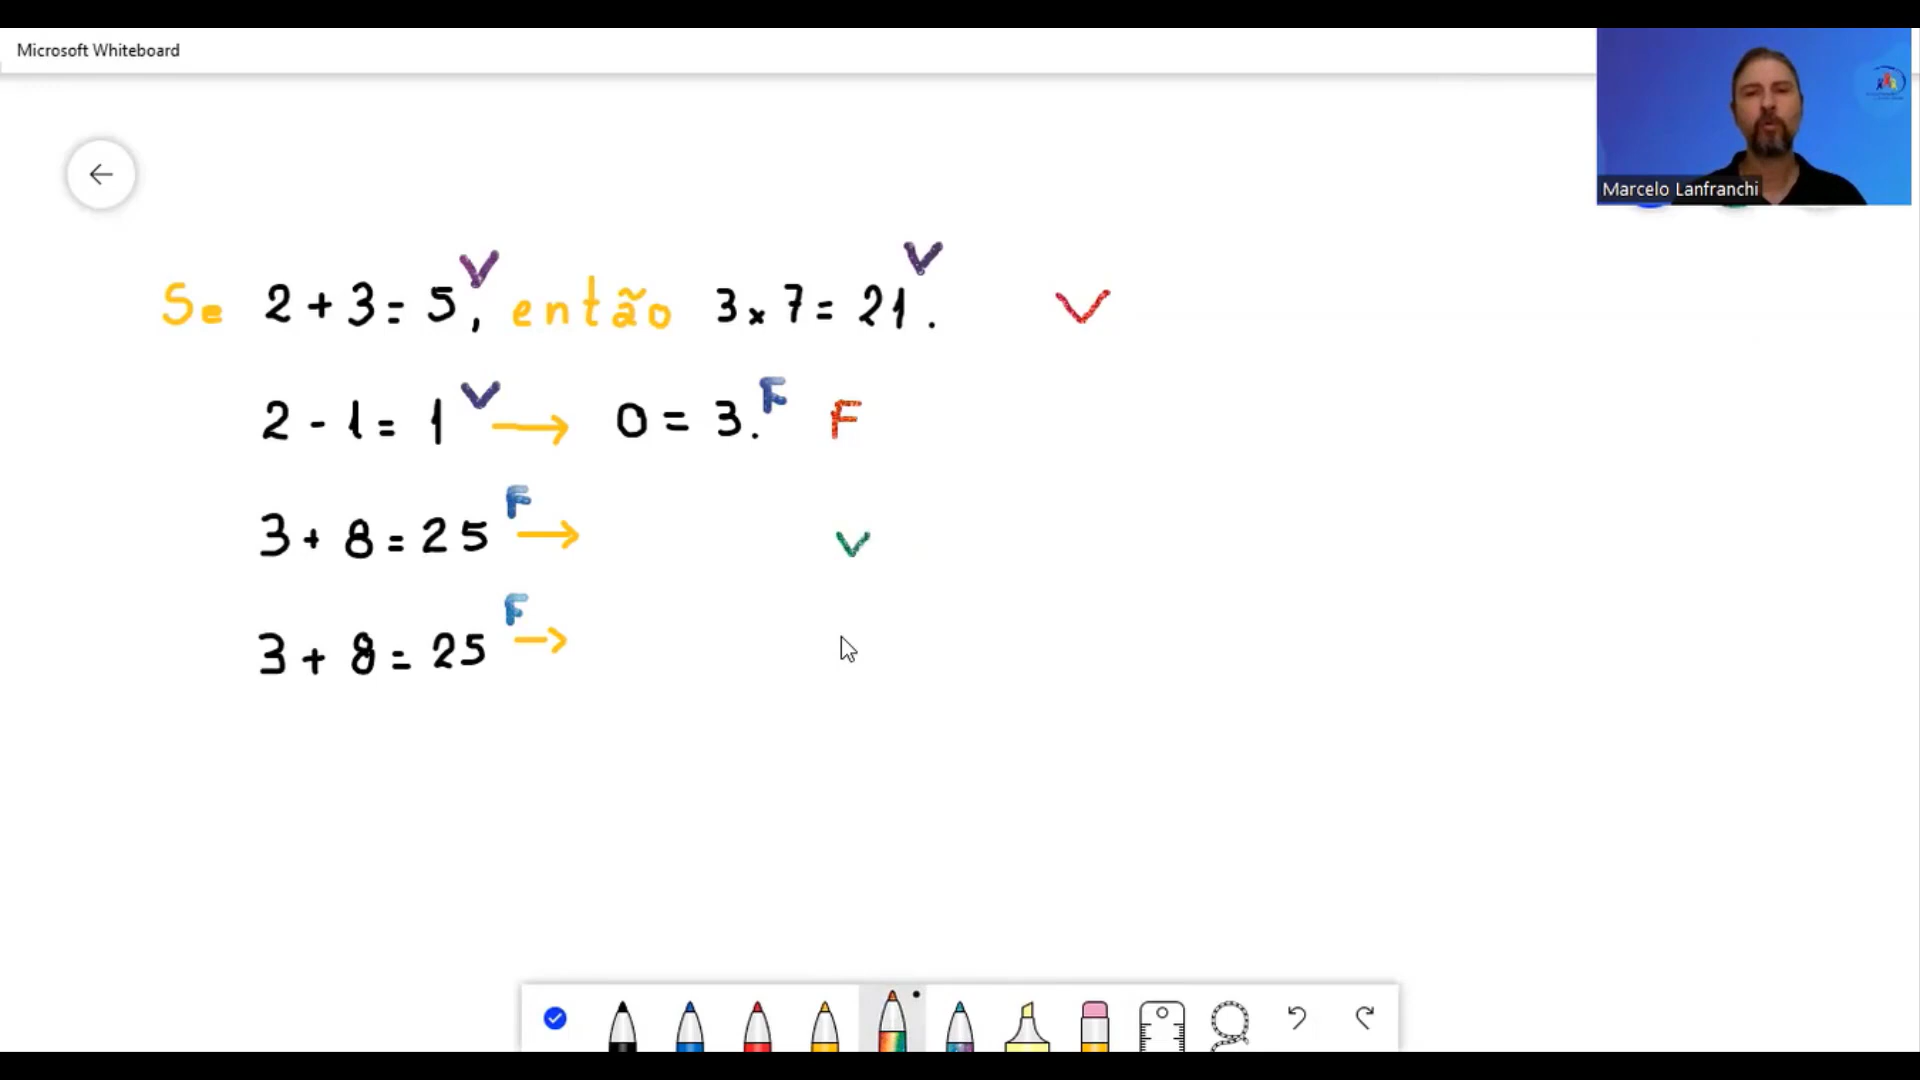 Microsoft Whiteboard
Marcelo Lanfranchi
Se 2 + 3 = 5 V, então 3 x 7 = 21 V. V
2 - 1 = 1 V → 0 = 3. F F
3 + 8 = 25 F → V
3 + 8 = 25 F →